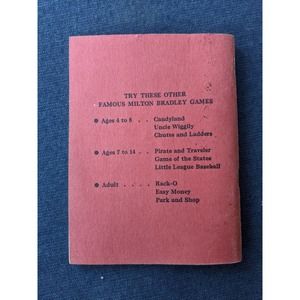 TRY THESE OTHER
FAMOUS MILTON BRADLEY GAMES
● Ages 4 to 8 . . Candyland
Uncle Wiggily
Chutes and Ladders
● Ages 7 to 14 . . Pirate and Traveler
Game of the States
Little League Baseball
● Adult . . . . Rack-O
Easy Money
Park and Shop